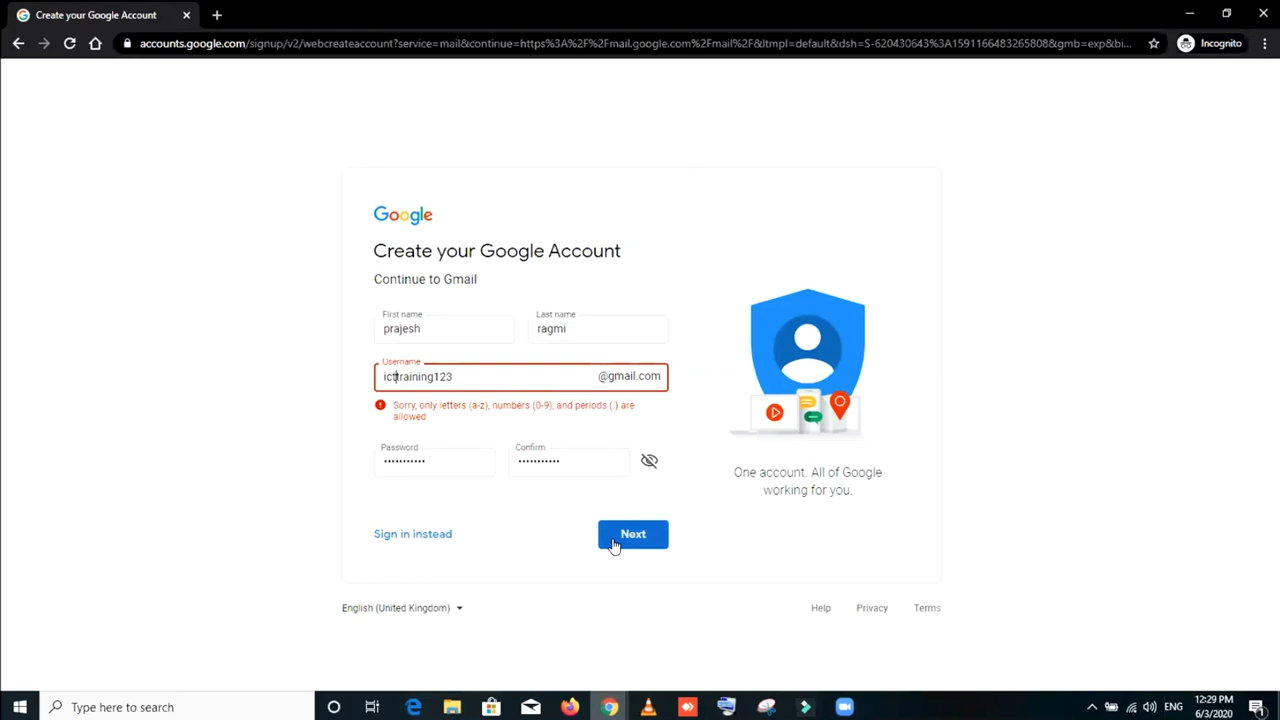 Create your Google Account
accounts.google.com/signup/v2/webcreateaccount?service=mail&continue=https%3A%2F%2Fmail.google.com%2Fmail%2F&ltmpl=default&dsh=S-620430643%3A1591166483265808&gmb=exp&bi...
Incognito
Google
Create your Google Account
Continue to Gmail
First name
prajesh
Last name
ragmi
Username
icttraining123
@gmail.com
Sorry, only letters (a-z), numbers (0-9), and periods (.) are
allowed.
Password
•••••••••••
Confirm
•••••••••••
Sign in instead
Next
One account. All of Google
working for you.
English (United Kingdom)
Help
Privacy
Terms
Type here to search
ENG
12:29 PM
6/3/2020